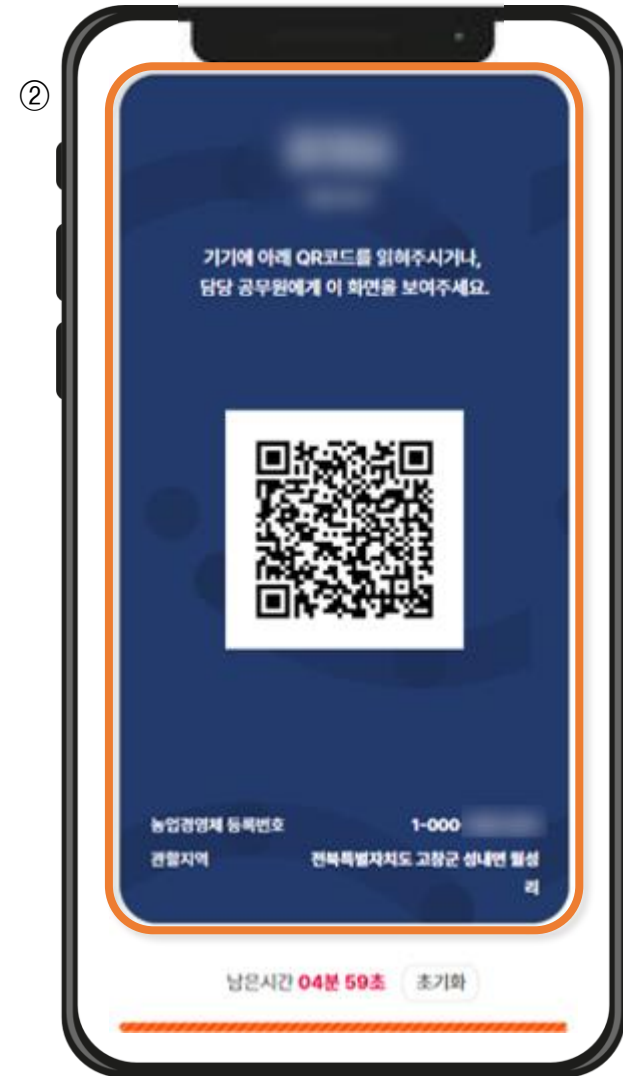 ②
기기에 아래 QR코드를 읽혀주시거나,
담당 공무원에게 이 화면을 보여주세요.
농업경영체 등록번호 1-000
관할지역 전북특별자치도 고창군 성내면 월성
리
남은시간 04분 59초 초기화